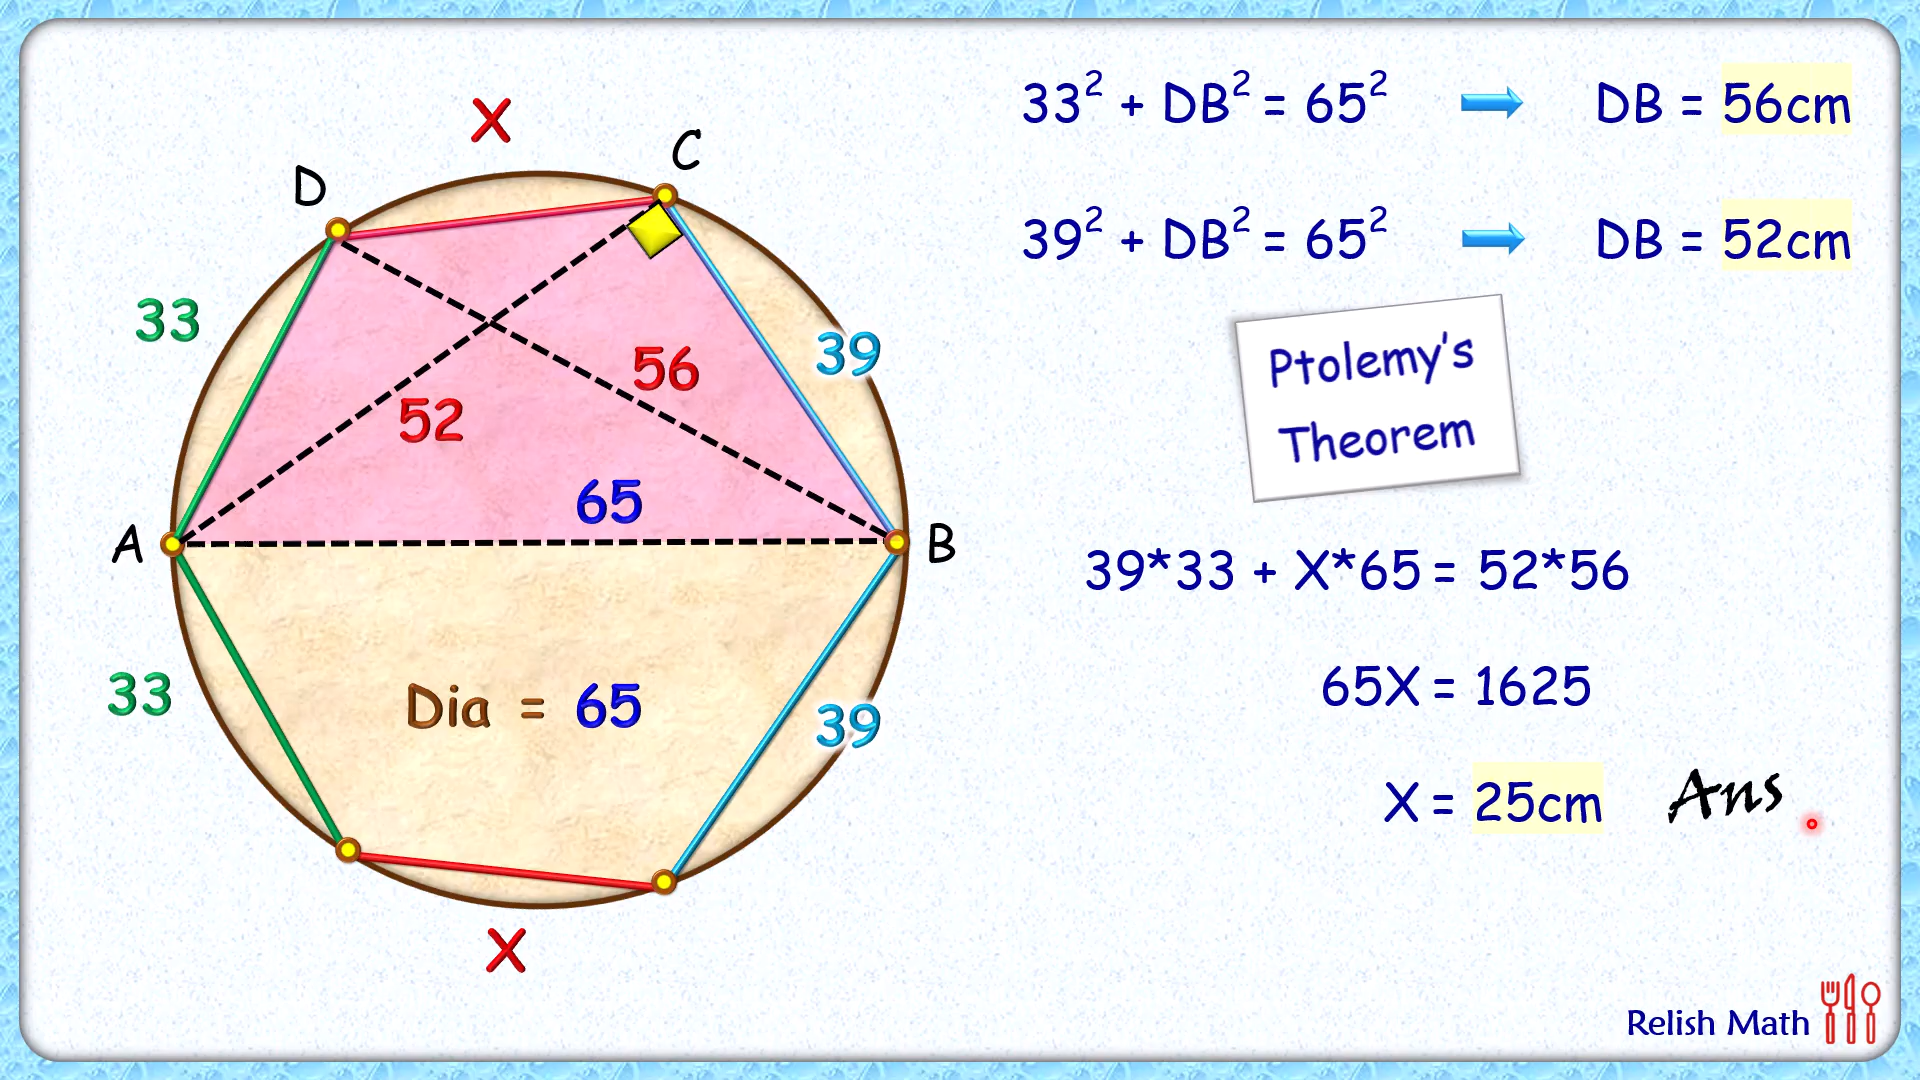 X
C
D
33² + DB² = 65² DB = 56cm
39² + DB² = 65² DB = 52cm
33
39
56
52
65
A
B
Ptolemy's
Theorem
39*33 + X*65 = 52*56
33
Dia = 65
39
65X = 1625
X = 25cm Ans
X
Relish Math